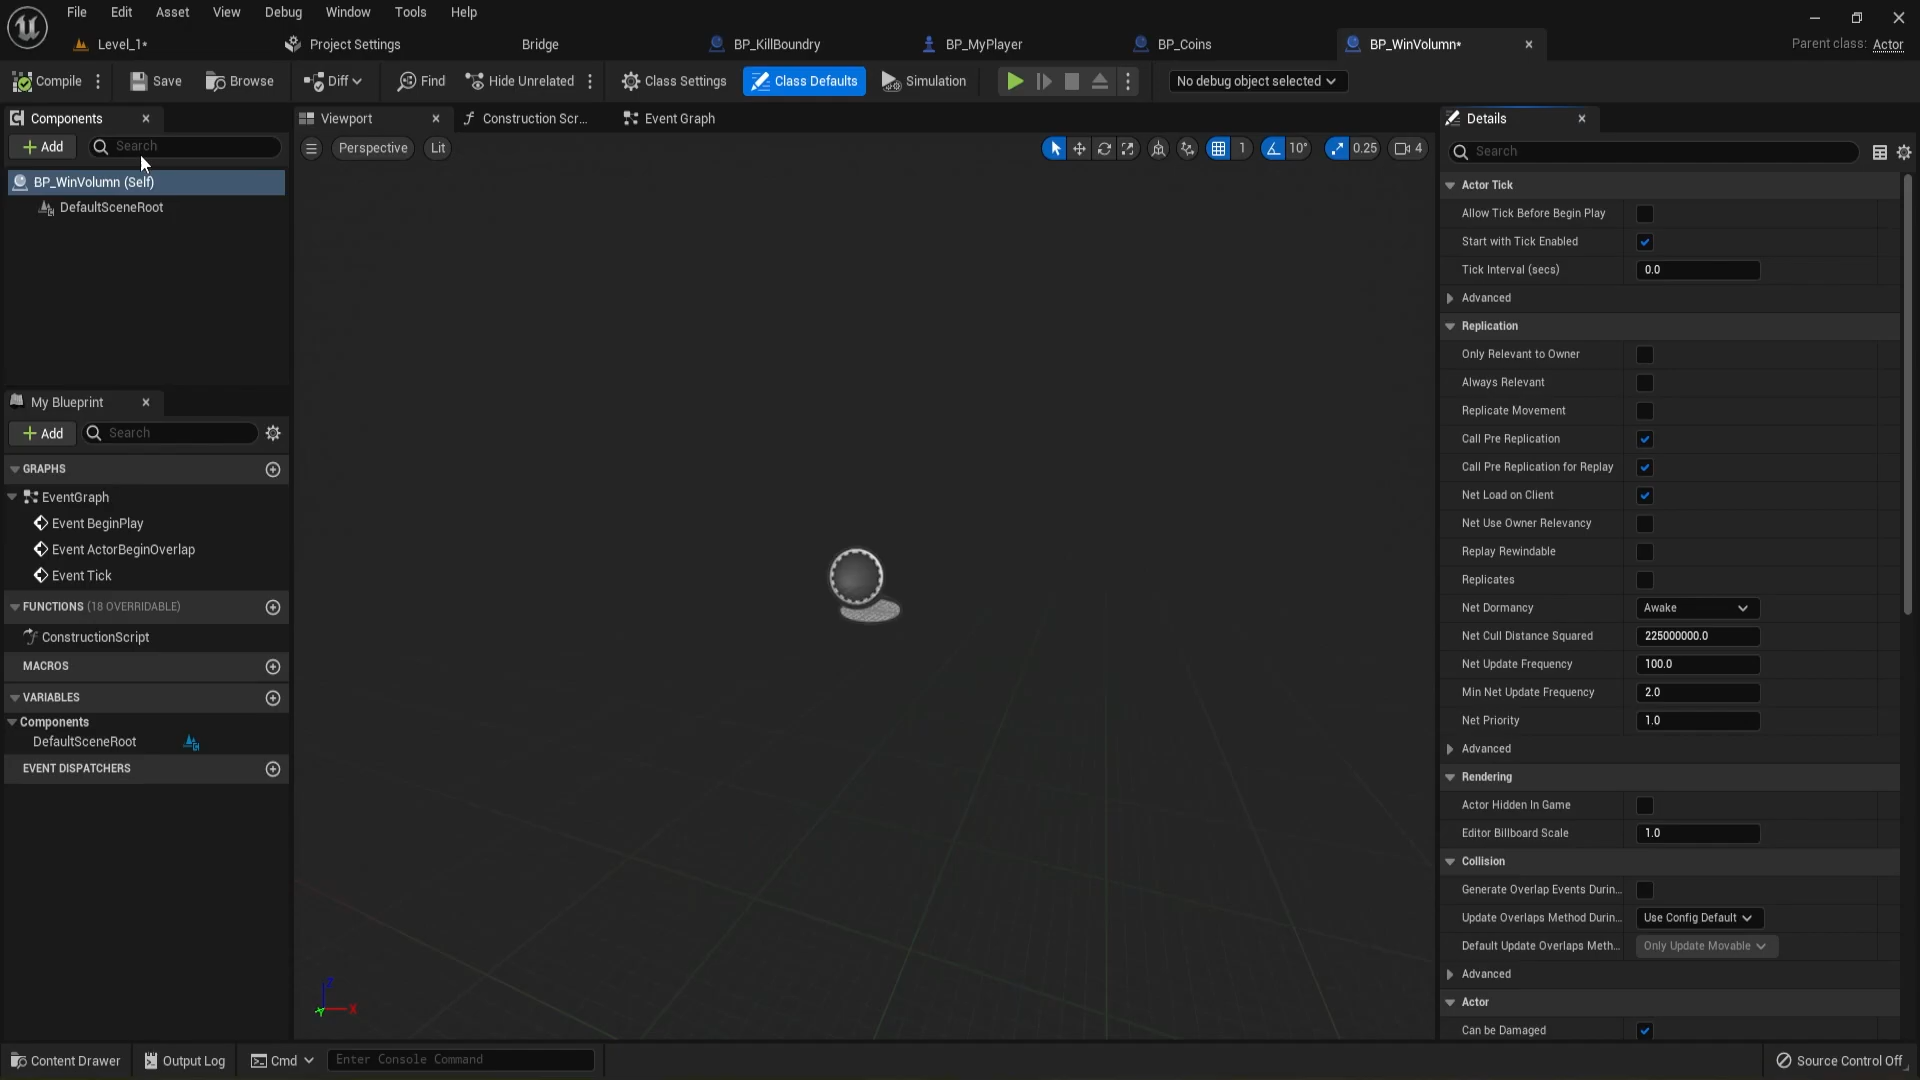 File Edit Asset View Debug Window Tools Help
Level_1* Project Settings Bridge BP_KillBoundry BP_MyPlayer BP_Coins BP_WinVolumn* Parent class: Actor
Compile Save Browse Diff Find Hide Unrelated Class Settings Class Defaults Simulation No debug object selected
Components
Add Search
BP_WinVolumn (Self)
DefaultSceneRoot
My Blueprint
Add Search
GRAPHS
EventGraph
Event BeginPlay
Event ActorBeginOverlap
Event Tick
FUNCTIONS (18 OVERRIDABLE)
ConstructionScript
MACROS
VARIABLES
Components
DefaultSceneRoot
EVENT DISPATCHERS
Viewport Construction Scr... Event Graph
Perspective Lit 1 10° 0.25 4
Z
X
Y
Details
Search
Actor Tick
Allow Tick Before Begin Play
Start with Tick Enabled
Tick Interval (secs) 0.0
Advanced
Replication
Only Relevant to Owner
Always Relevant
Replicate Movement
Call Pre Replication
Call Pre Replication for Replay
Net Load on Client
Net Use Owner Relevancy
Replay Rewindable
Replicates
Net Dormancy Awake
Net Cull Distance Squared 225000000.0
Net Update Frequency 100.0
Min Net Update Frequency 2.0
Net Priority 1.0
Advanced
Rendering
Actor Hidden In Game
Editor Billboard Scale 1.0
Collision
Generate Overlap Events Durin...
Update Overlaps Method Durin... Use Config Default
Default Update Overlaps Meth... Only Update Movable
Advanced
Actor
Can be Damaged
Content Drawer Output Log Cmd Enter Console Command Source Control Off